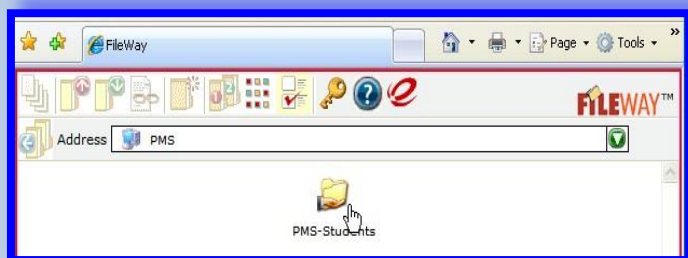 FileWay
Page
Tools
»
FiLEWAY™
Address PMS
PMS-Students